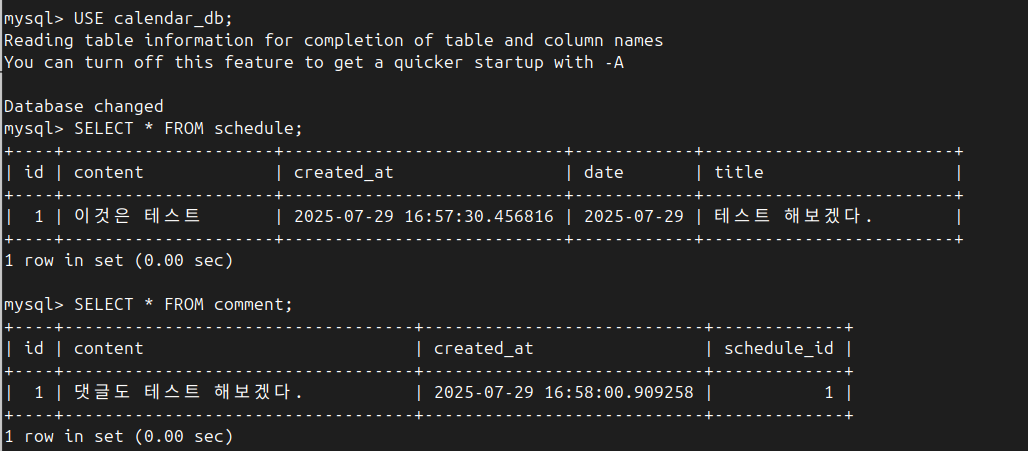 mysql> USE calendar_db;
Reading table information for completion of table and column names
You can turn off this feature to get a quicker startup with -A
Database changed
mysql> SELECT * FROM schedule;
+----+---------------------+----------------------------+------------+-------------------------+
| id | content             | created_at                 | date       | title                   |
+----+---------------------+----------------------------+------------+-------------------------+
|  1 | 이것은 테스트       | 2025-07-29 16:57:30.456816 | 2025-07-29 | 테스트 해보겠다.        |
+----+---------------------+----------------------------+------------+-------------------------+
1 row in set (0.00 sec)
mysql> SELECT * FROM comment;
+----+-----------------------------------+----------------------------+-------------+
| id | content                           | created_at                 | schedule_id |
+----+-----------------------------------+----------------------------+-------------+
|  1 | 댓글도 테스트 해보겠다.           | 2025-07-29 16:58:00.909258 |           1 |
+----+-----------------------------------+----------------------------+-------------+
1 row in set (0.00 sec)